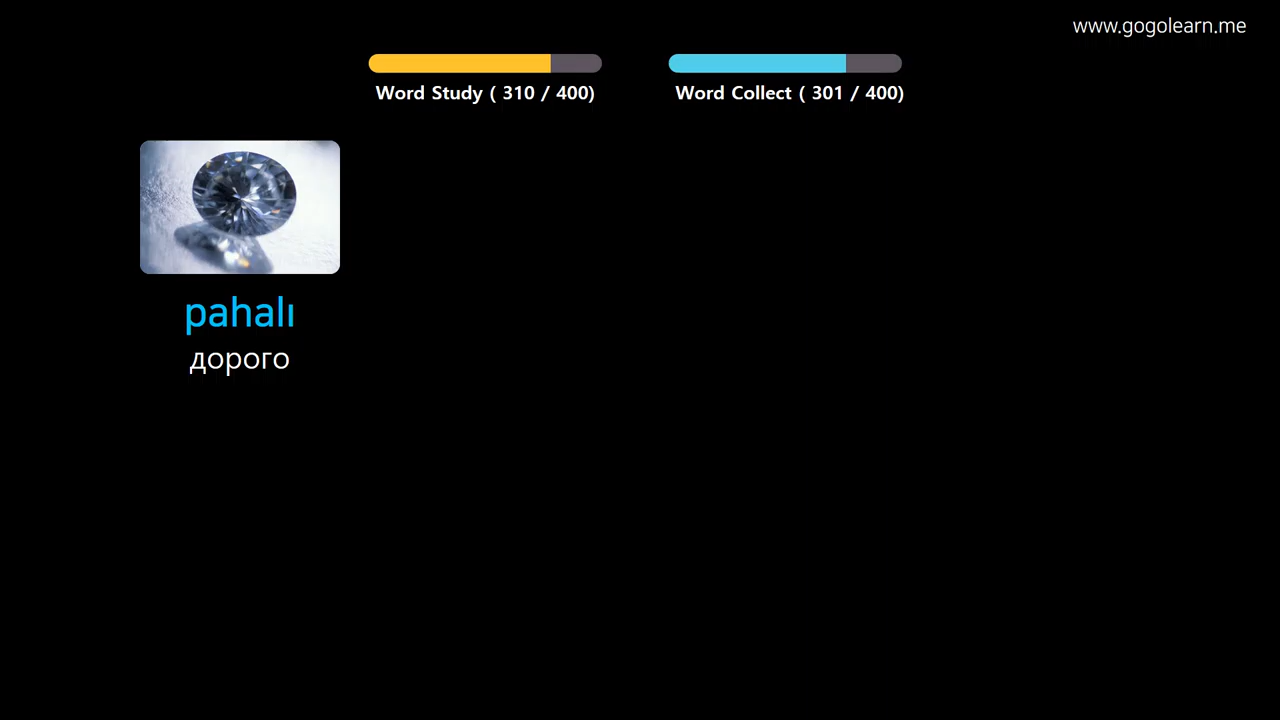 www.gogolearn.me
Word Study ( 310 / 400)
Word Collect ( 301 / 400)
pahalı
дорого